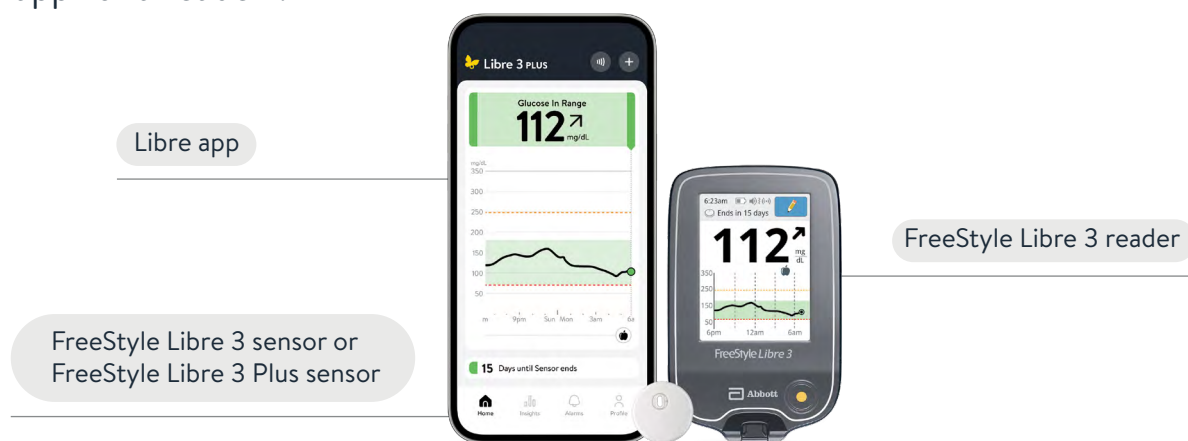 Libre app
FreeStyle Libre 3 sensor or
FreeStyle Libre 3 Plus sensor
Libre 3 PLUS
Glucose In Range
112
mg/dL
mg/dL
350
300
250
200
150
100
50
9pm
Sun
Mon
3am
6a
15 Days until Sensor ends
Home
Insights
Alarms
Profile
6:23am
Ends in 15 days
112
mg
dL
350
250
150
50
6pm
12am
6am
FreeStyle Libre 3
Abbott
FreeStyle Libre 3 reader